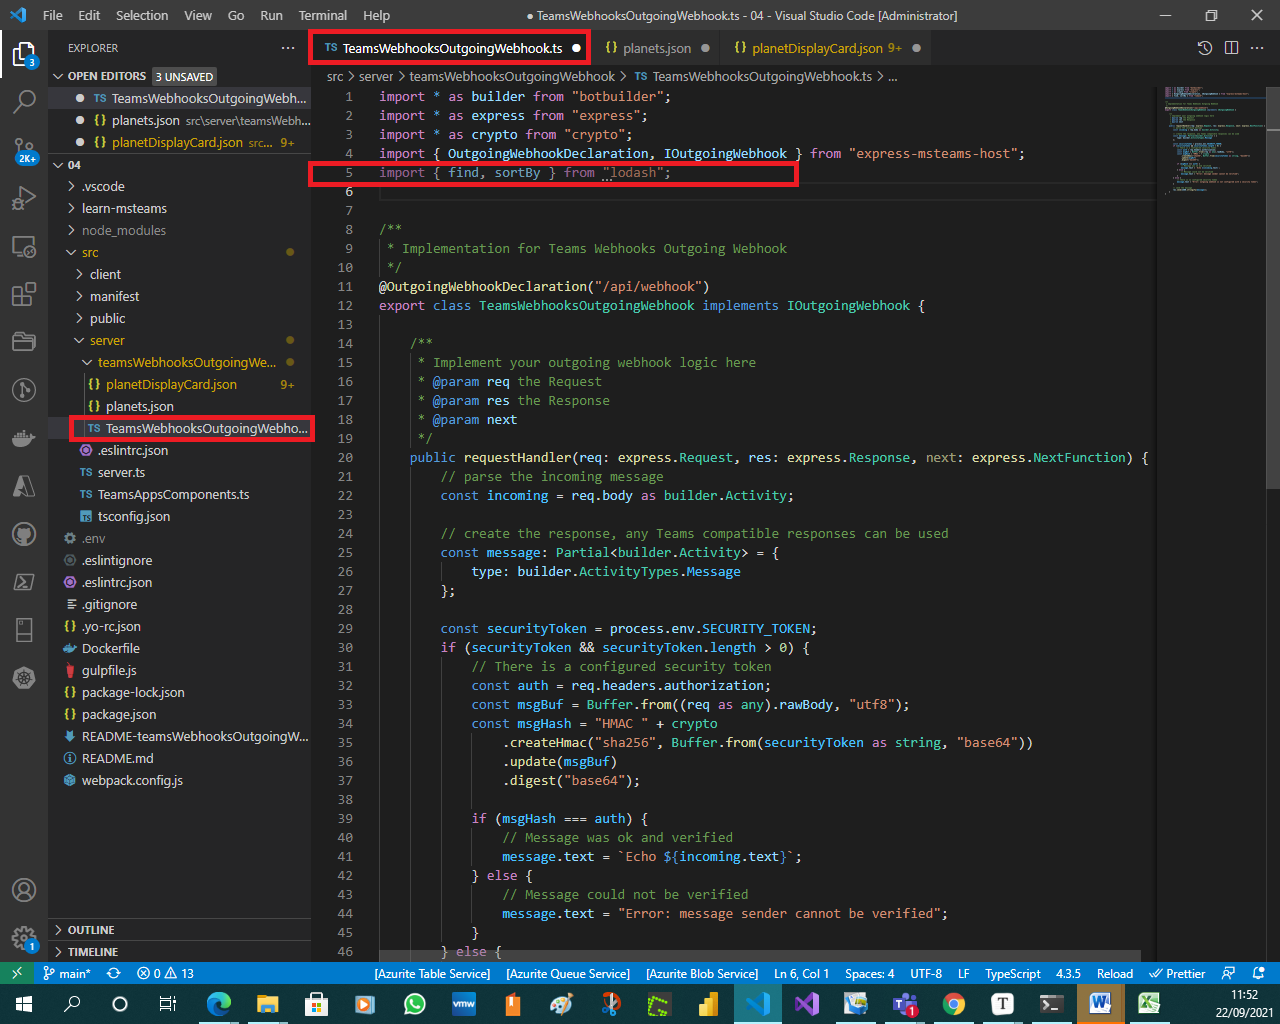 File Edit Selection View Go Run Terminal Help
● TeamsWebhooksOutgoingWebhook.ts - 04 - Visual Studio Code [Administrator]
EXPLORER
OPEN EDITORS 3 UNSAVED
TS TeamsWebhooksOutgoingWebh...
{} planets.json src\server\teamsWebh...
{} planetDisplayCard.json src... 9+
04
.vscode
learn-msteams
node_modules
src
client
manifest
public
server
teamsWebhooksOutgoingWe...
{} planetDisplayCard.json 9+
{} planets.json
TS TeamsWebhooksOutgoingWebho...
.eslintrc.json
TS server.ts
TS TeamsAppsComponents.ts
tsconfig.json
.env
.eslintignore
.eslintrc.json
.gitignore
{} .yo-rc.json
Dockerfile
gulpfile.js
{} package-lock.json
{} package.json
README-teamsWebhooksOutgoingW...
README.md
webpack.config.js
OUTLINE
TIMELINE
3
2K+
1
TS TeamsWebhooksOutgoingWebhook.ts ● {} planets.json ● {} planetDisplayCard.json 9+ ●
src > server > teamsWebhooksOutgoingWebhook > TS TeamsWebhooksOutgoingWebhook.ts > ...
1 import * as builder from "botbuilder";
2 import * as express from "express";
3 import * as crypto from "crypto";
4 import { OutgoingWebhookDeclaration, IOutgoingWebhook } from "express-msteams-host";
5 import { find, sortBy } from "lodash";
6
7
8 /**
9 * Implementation for Teams Webhooks Outgoing Webhook
10 */
11 @OutgoingWebhookDeclaration("/api/webhook")
12 export class TeamsWebhooksOutgoingWebhook implements IOutgoingWebhook {
13
14 /**
15 * Implement your outgoing webhook logic here
16 * @param req the Request
17 * @param res the Response
18 * @param next
19 */
20 public requestHandler(req: express.Request, res: express.Response, next: express.NextFunction) {
21 // parse the incoming message
22 const incoming = req.body as builder.Activity;
23
24 // create the response, any Teams compatible responses can be used
25 const message: Partial<builder.Activity> = {
26 type: builder.ActivityTypes.Message
27 };
28
29 const securityToken = process.env.SECURITY_TOKEN;
30 if (securityToken && securityToken.length > 0) {
31 // There is a configured security token
32 const auth = req.headers.authorization;
33 const msgBuf = Buffer.from((req as any).rawBody, "utf8");
34 const msgHash = "HMAC " + crypto
35 .createHmac("sha256", Buffer.from(securityToken as string, "base64"))
36 .update(msgBuf)
37 .digest("base64");
38
39 if (msgHash === auth) {
40 // Message was ok and verified
41 message.text = `Echo ${incoming.text}`;
42 } else {
43 // Message could not be verified
44 message.text = "Error: message sender cannot be verified";
45 }
46 } else {
main* 0 13 [Azurite Table Service] [Azurite Queue Service] [Azurite Blob Service] Ln 6, Col 1 Spaces: 4 UTF-8 LF TypeScript 4.3.5 Reload Prettier
vmw T 1 W X
11:52
22/09/2021